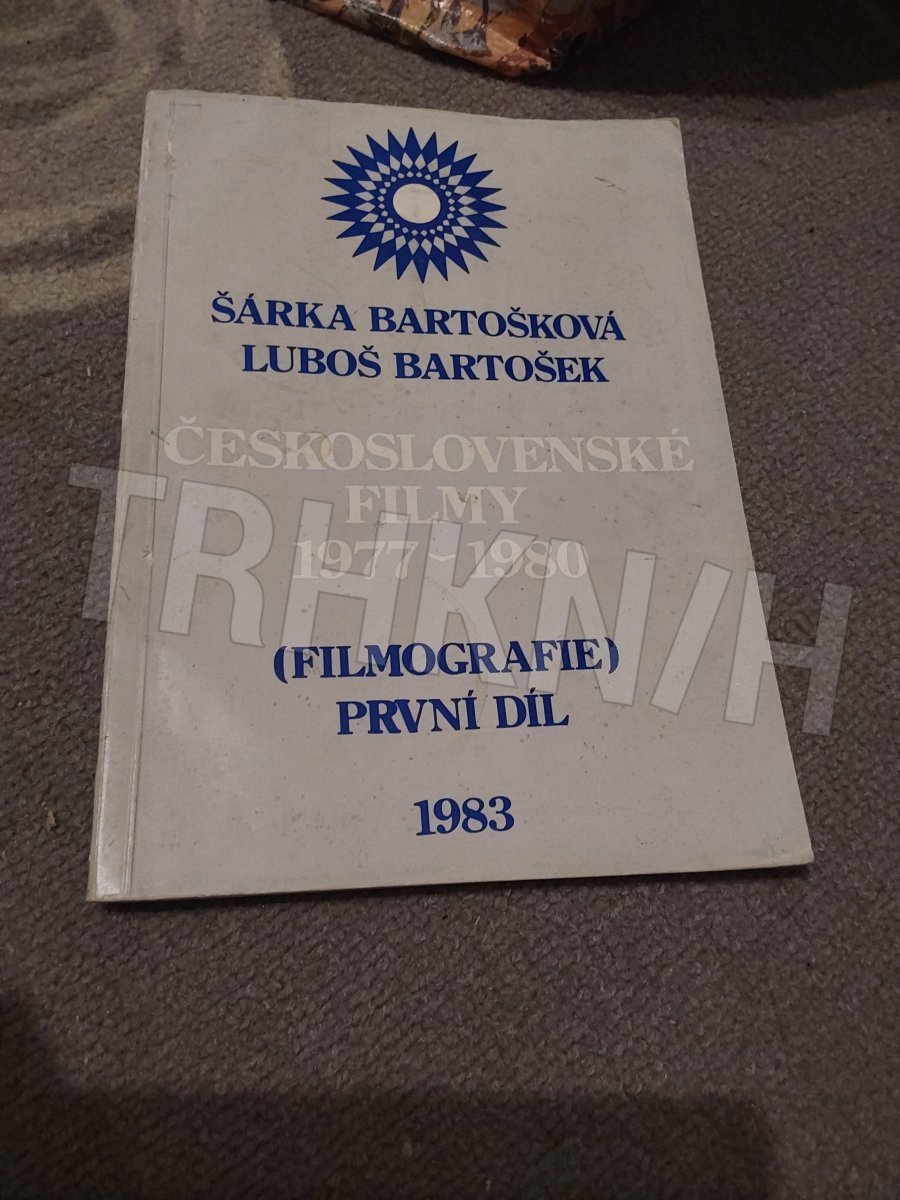 ŠÁRKA BARTOŠKOVÁ
LUBOŠ BARTOŠEK
ČESKOSLOVENSKÉ
FILMY
1977-1980
TRHKNIH
(FILMOGRAFIE)
PRVNÍ DÍL
1983